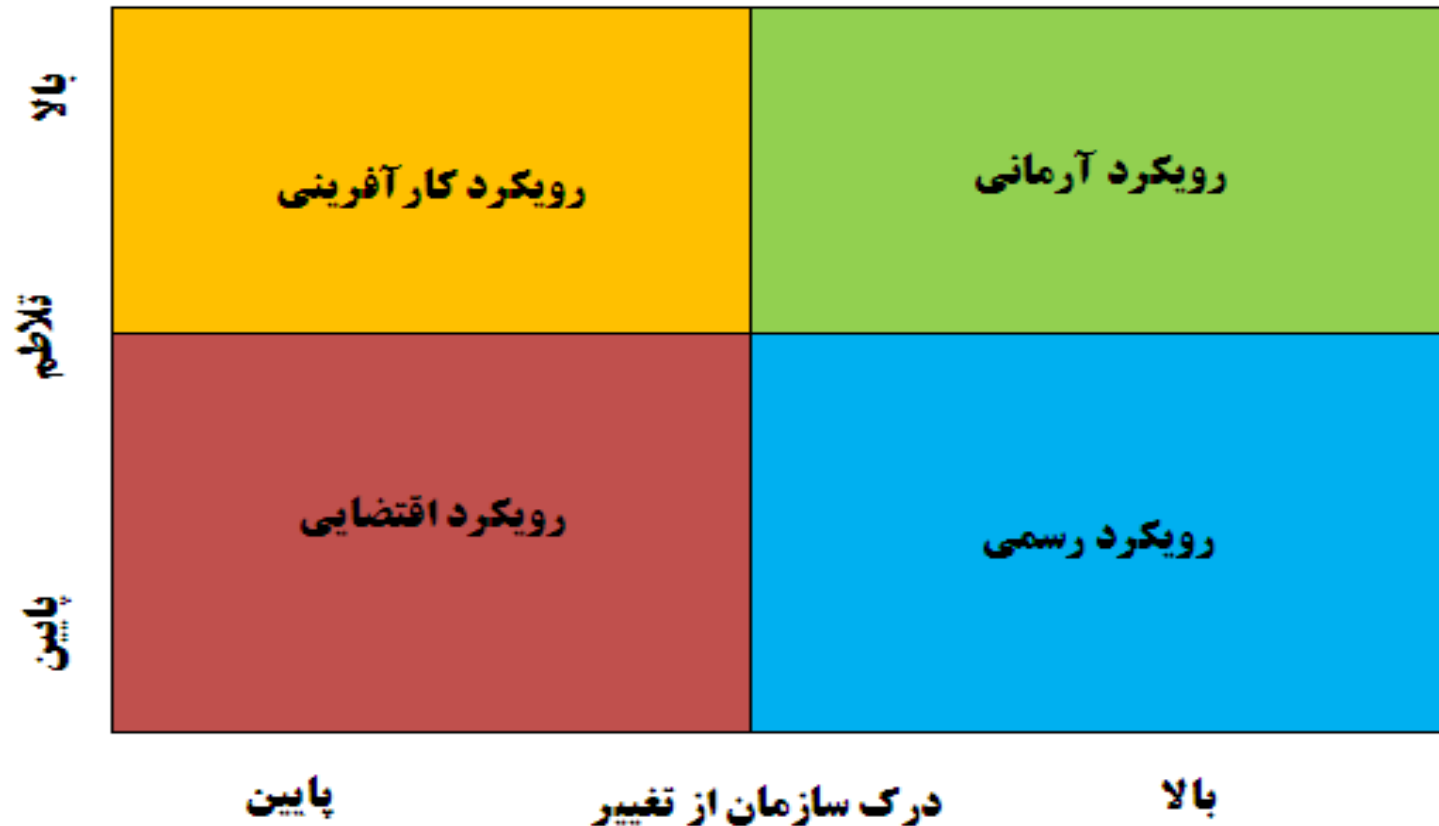 بالا
رویکرد آرمانی
رویکرد کارآفرینی
تلاطم
رویکرد اقتضایی
رویکرد رسمی
پایین
بالا
درک سازمان از تغییر
پایین